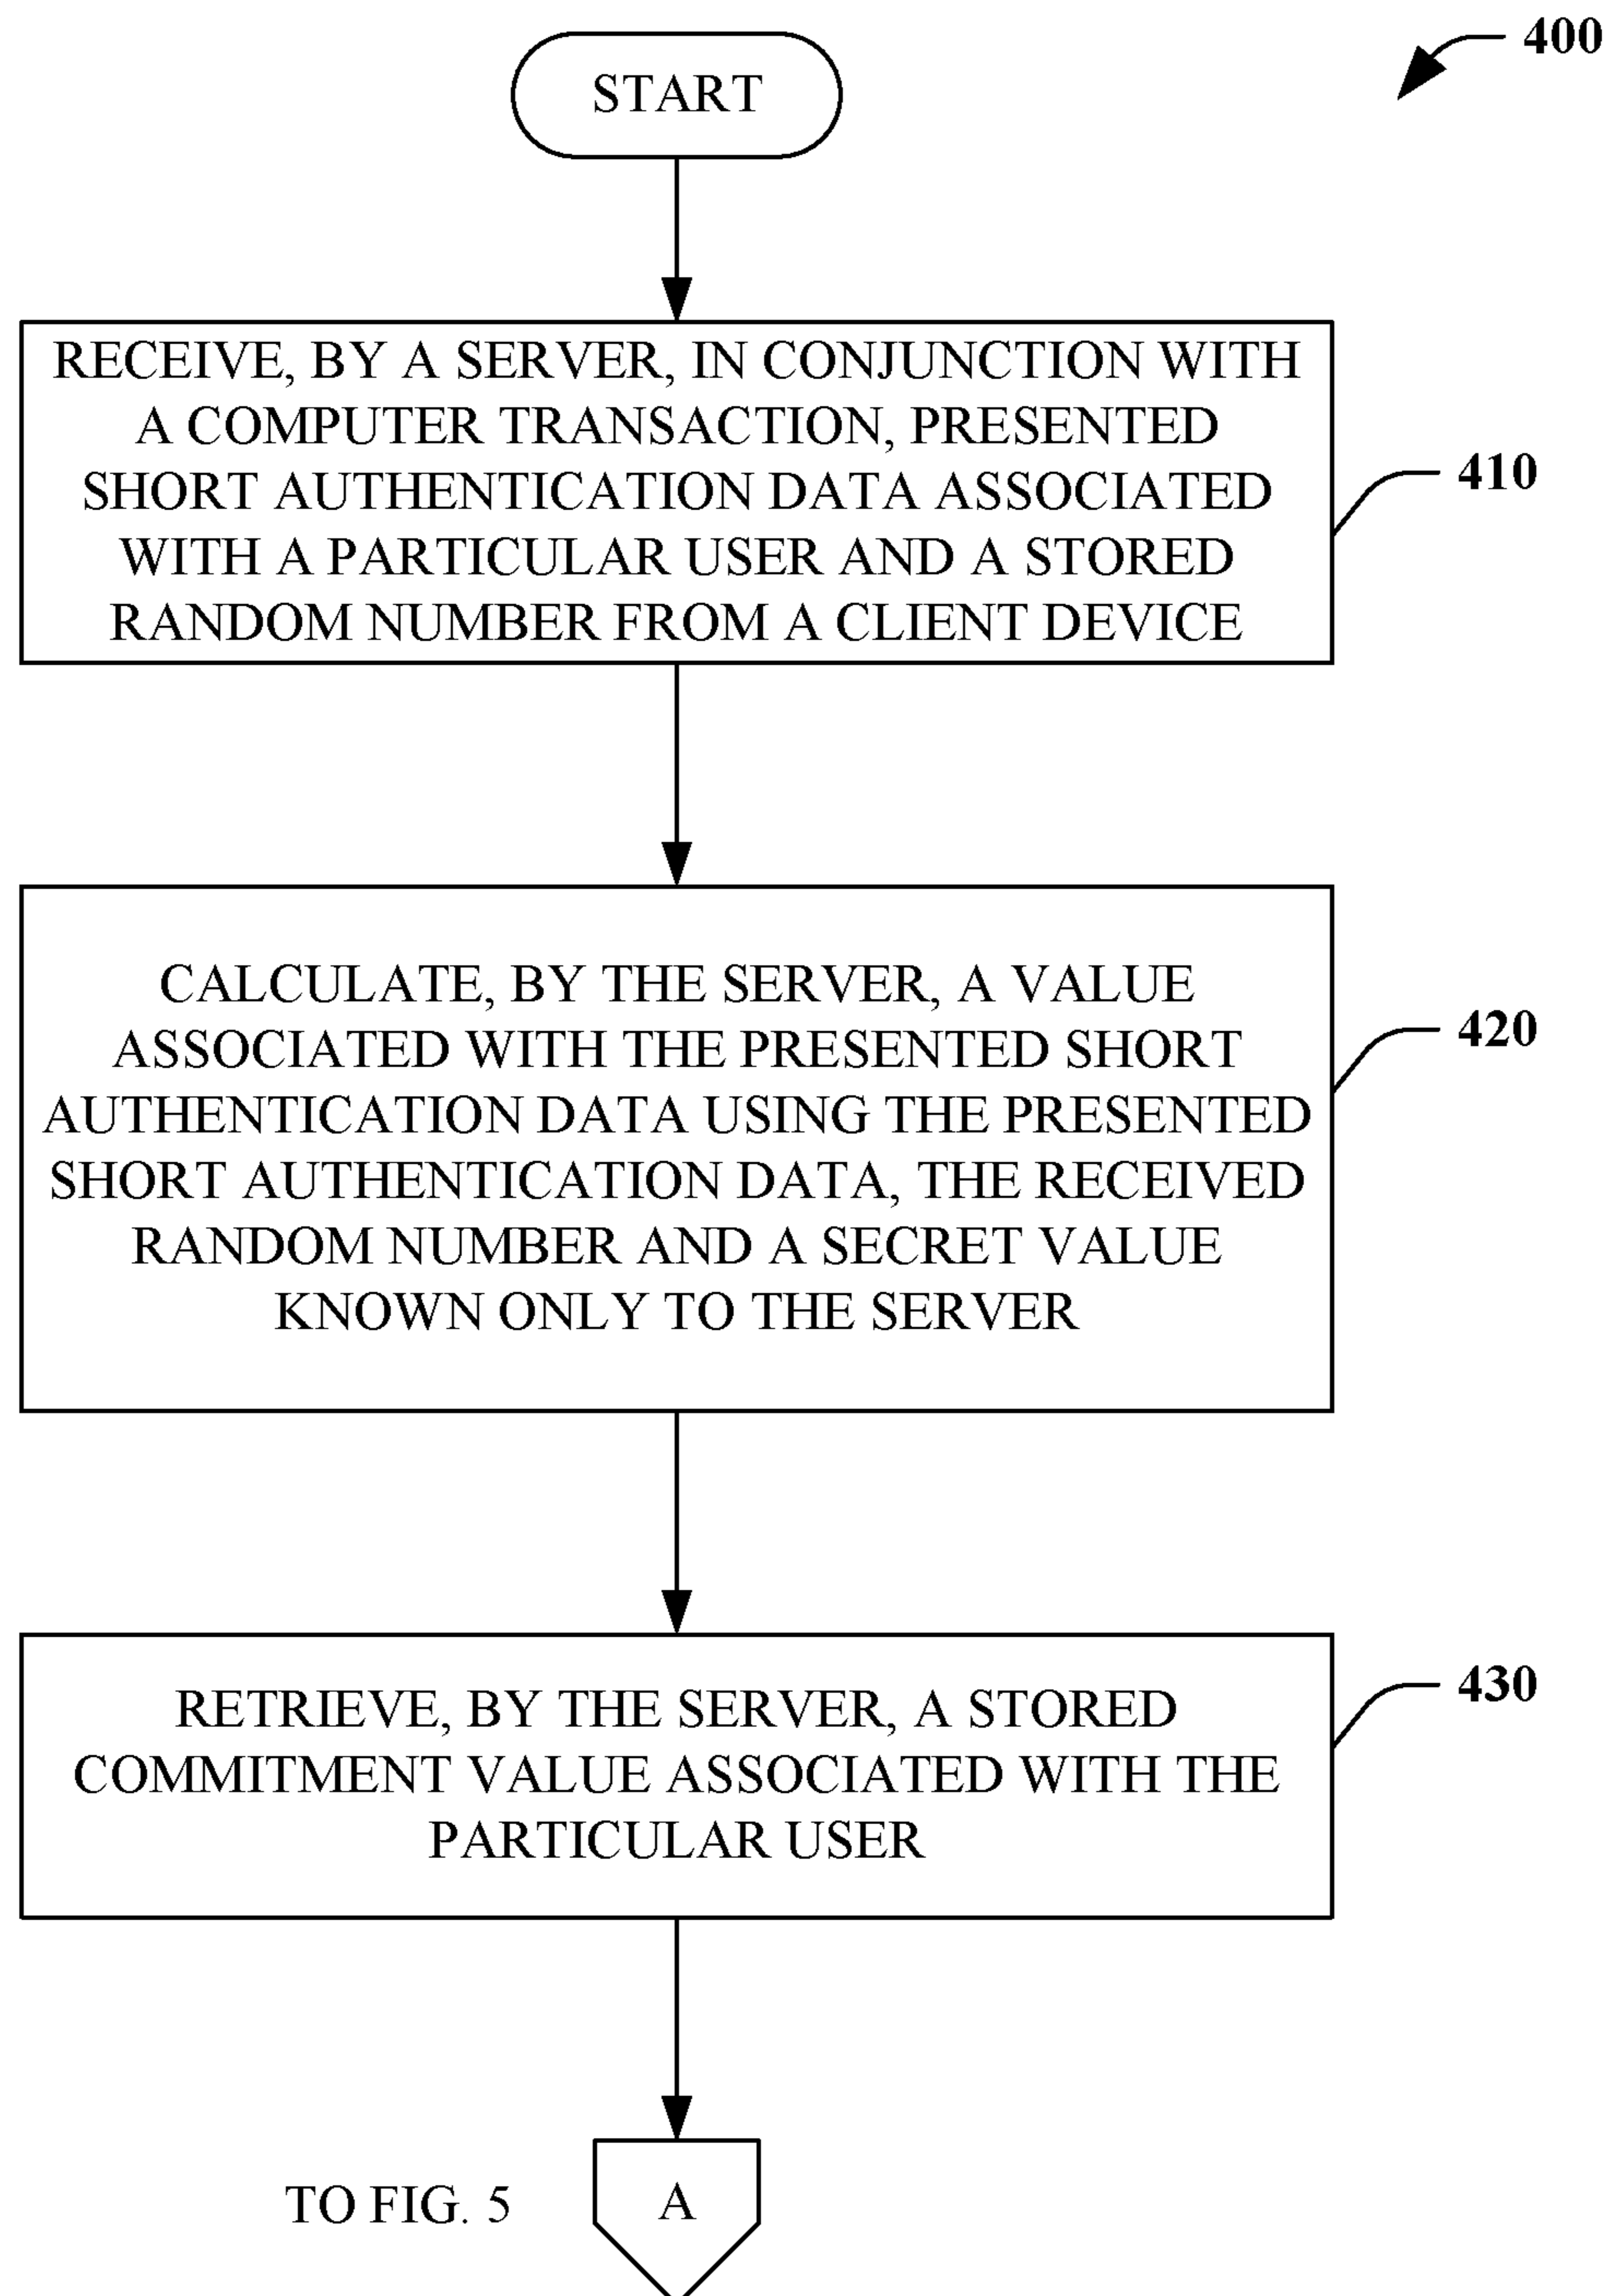 400
START
RECEIVE, BY A SERVER, IN CONJUNCTION WITH
A COMPUTER TRANSACTION, PRESENTED
SHORT AUTHENTICATION DATA ASSOCIATED
WITH A PARTICULAR USER AND A STORED
RANDOM NUMBER FROM A CLIENT DEVICE
410
CALCULATE, BY THE SERVER, A VALUE
ASSOCIATED WITH THE PRESENTED SHORT
AUTHENTICATION DATA USING THE PRESENTED
SHORT AUTHENTICATION DATA, THE RECEIVED
RANDOM NUMBER AND A SECRET VALUE
KNOWN ONLY TO THE SERVER
420
RETRIEVE, BY THE SERVER, A STORED
COMMITMENT VALUE ASSOCIATED WITH THE
PARTICULAR USER
430
TO FIG. 5
A